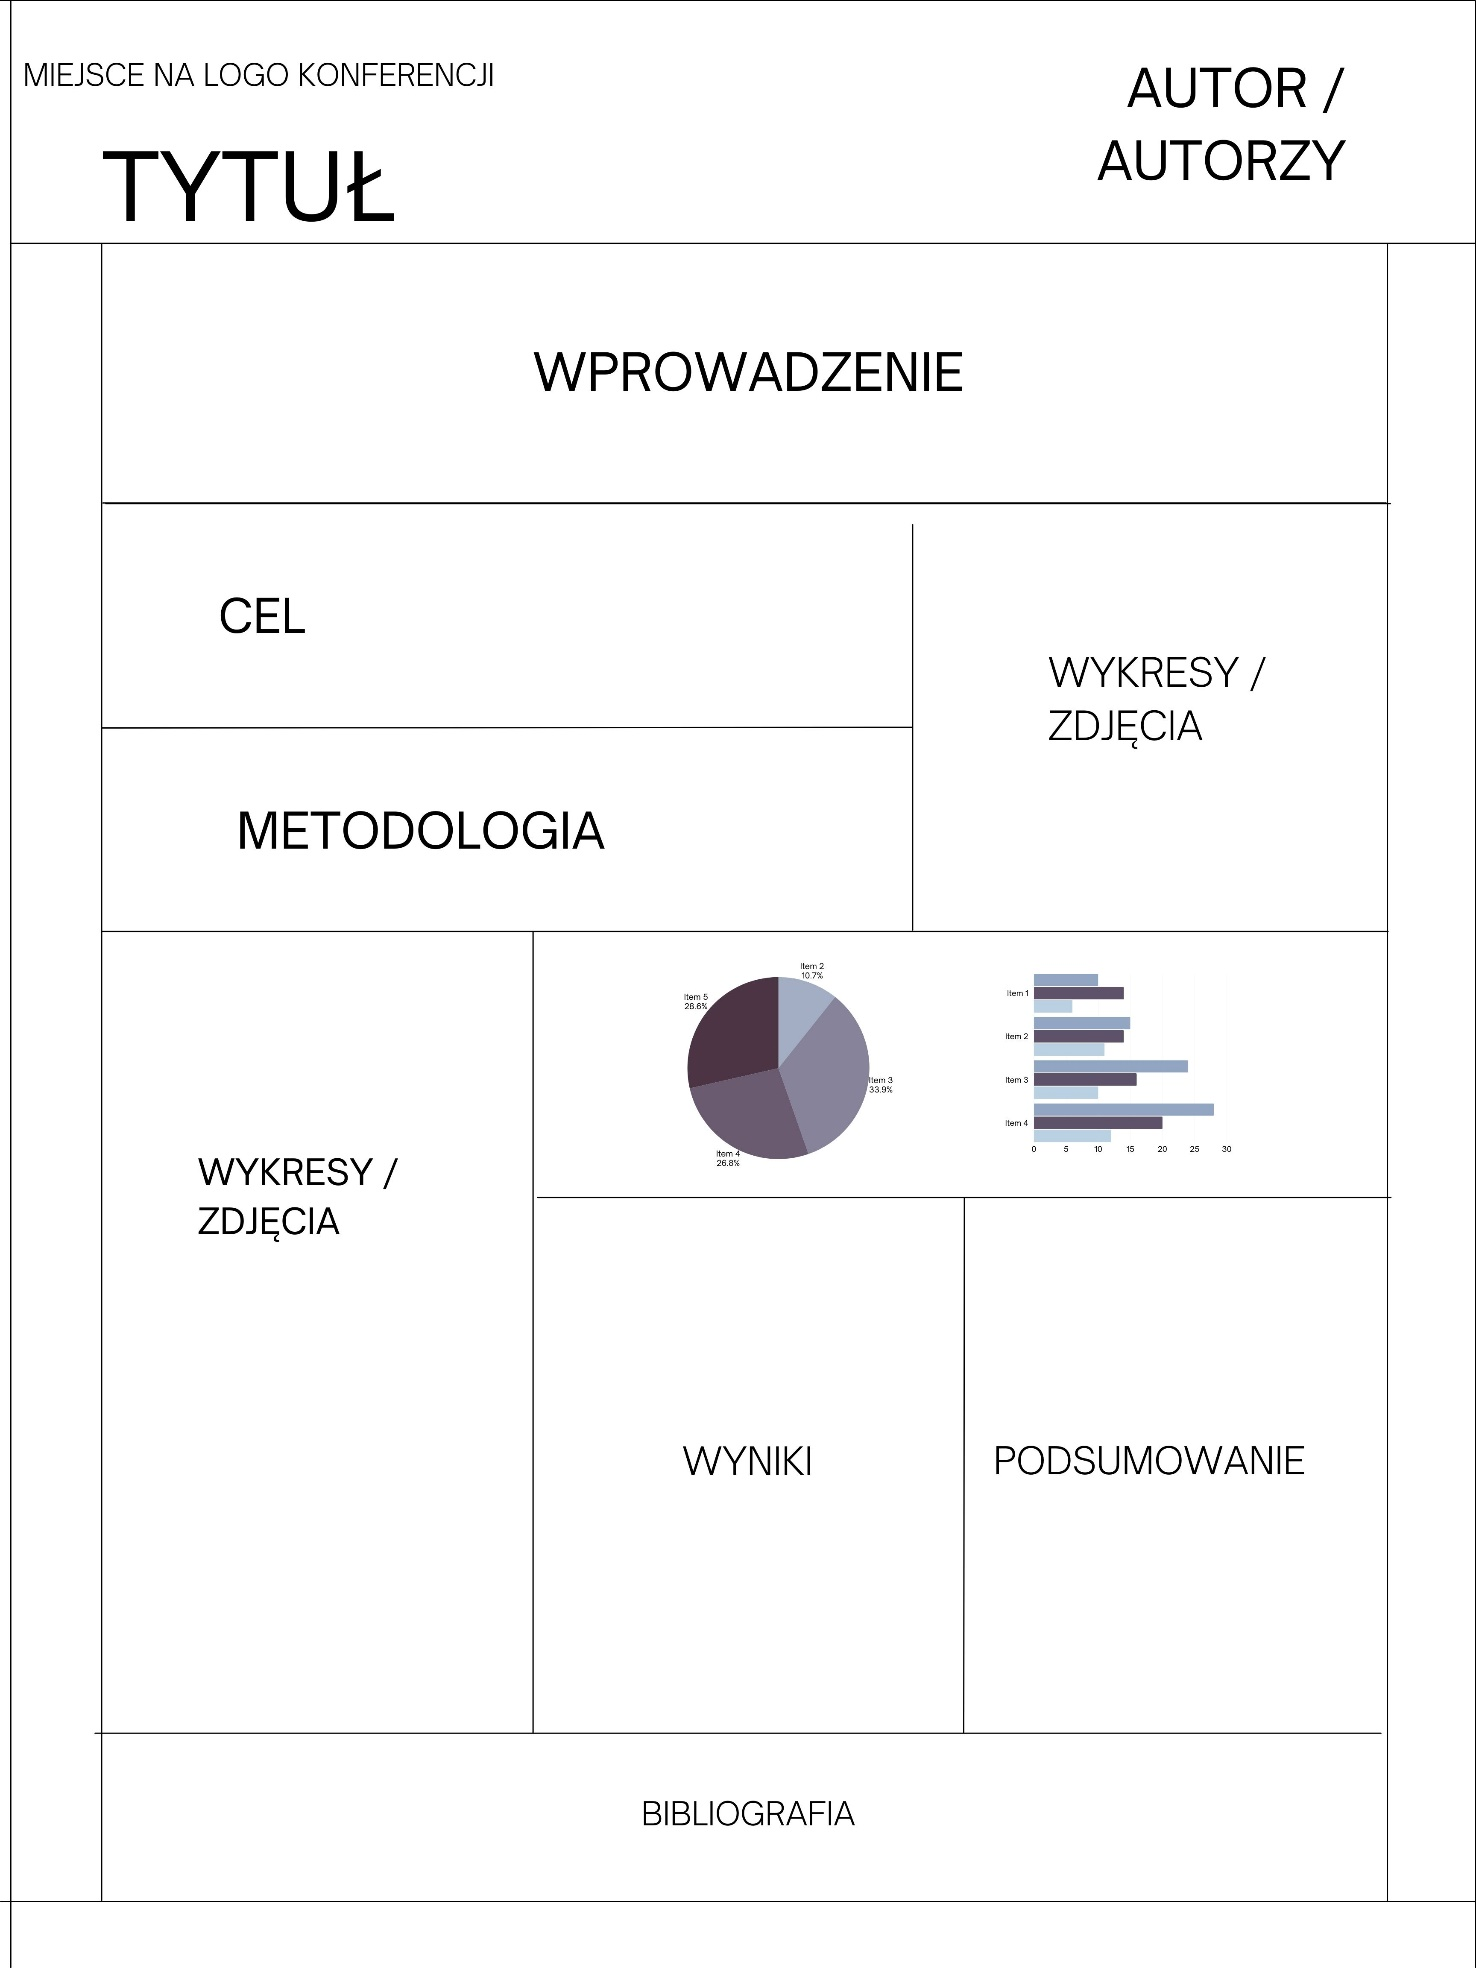 MIEJSCE NA LOGO KONFERENCJI
AUTOR /
AUTORZY
TYTUŁ
WPROWADZENIE
CEL
WYKRESY /
ZDJĘCIA
METODOLOGIA
WYKRESY /
ZDJĘCIA
Item 2
10.7%
Item 5
28.6%
Item 3
33.9%
Item 4
26.8%
Item 1
Item 2
Item 3
Item 4
0 5 10 15 20 25 30
WYNIKI
PODSUMOWANIE
BIBLIOGRAFIA